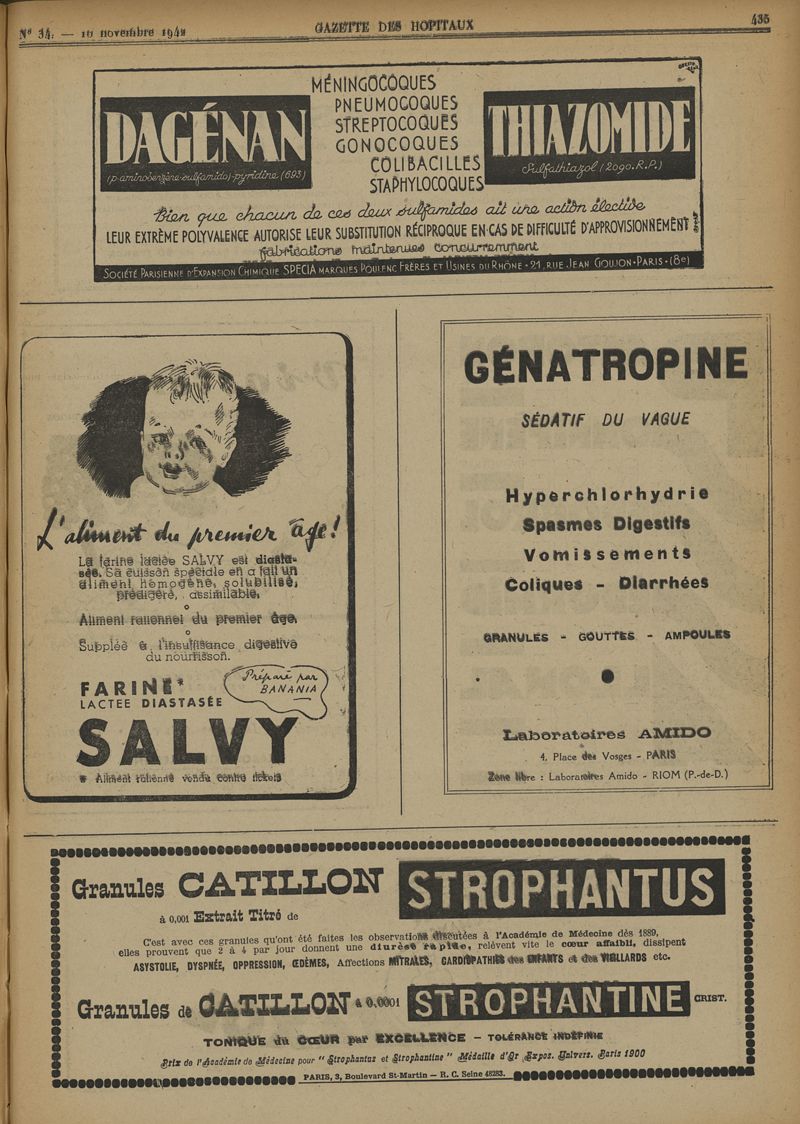 Nº 34. — 10 novembre 1942
GAZETTE DES HOPITAUX
435
DAGÉNAN
(p.aminobenzène-sulfamido)-pyridine (693)
MÉNINGOCOQUES
PNEUMOCOQUES
STREPTOCOQUES
GONOCOQUES
COLIBACILLES
STAPHYLOCOQUES
THIAZOMIDE
Sulfathiazol (2090.R.P.)
Bien que chacun de ces deux sulfamides ait une action élective
LEUR EXTRÊME POLYVALENCE AUTORISE LEUR SUBSTITUTION RÉCIPROQUE EN CAS DE DIFFICULTÉ D'APPROVISIONNEMENT
fabrications maintenues concurremment
SOCIÉTÉ PARISIENNE D'EXPANSION CHIMIQUE SPECIA MARQUES POULENC FRÈRES ET USINES DU RHÔNE • 21, RUE JEAN GOUJON • PARIS • (8e)
L'aliment du premier âge!
La farine lactée SALVY est diasta-
sée. Sa cuisson spéciale en a fait un
aliment homogène, solubilisé,
prédigéré, assimilable.
Aliment rationnel du premier âge.
Supplée à l'insuffisance digestive
du nourrisson.
FARINE*
LACTÉE DIASTASÉE
Préparé par
BANANIA
SALVY
* Aliment rationné vendu contre tickets
GÉNATROPINE
SÉDATIF DU VAGUE
Hyperchlorhydrie
Spasmes Digestifs
Vomissements
Coliques - Diarrhées
GRANULES - GOUTTES - AMPOULES
Laboratoires AMIDO
4, Place des Vosges - PARIS
Zone libre : Laboratoires Amido - RIOM (P.-de-D.)
Granules CATILLON STROPHANTUS
à 0,001 Extrait Titré de
C'est avec ces granules qu'ont été faites les observations discutées à l'Académie de Médecine dès 1889,
elles prouvent que 2 à 4 par jour donnent une diurèse rapide, relèvent vite le cœur affaibli, dissipent
ASYSTOLIE, DYSPNÉE, OPPRESSION, ŒDÈMES, Affections MITRALES, CARDIOPATHIES des ENFANTS et des VIEILLARDS etc.
Granules de CATILLON à 0,0001 STROPHANTINE CRIST.
TONIQUE du CŒUR par EXCELLENCE - TOLÉRANCE INDÉFINIE
Prix de l'Académie de Médecine pour "Strophantus et Strophantine" Médaille d'Or Expos. Univers. Paris 1900
PARIS, 3, Boulevard St-Martin — R. C. Seine 48283.